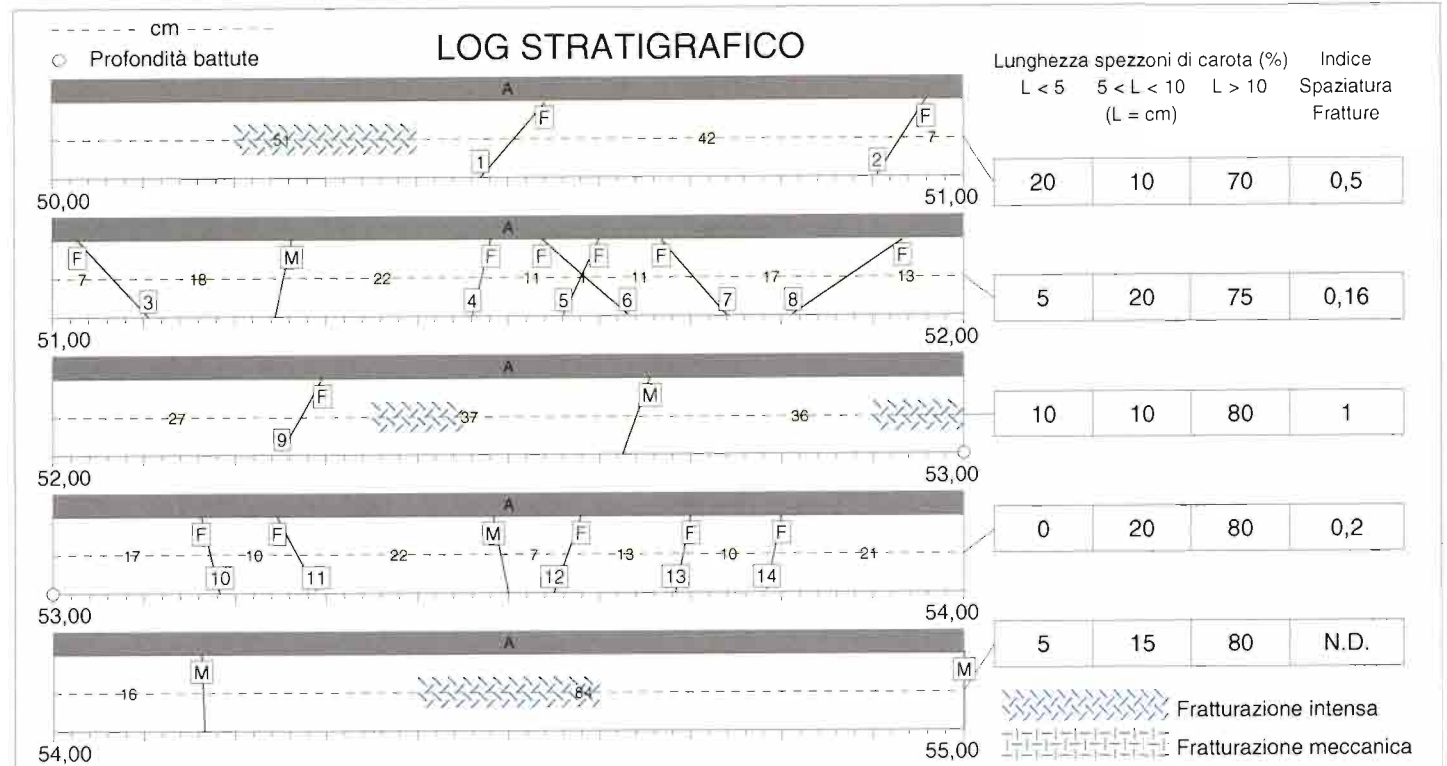 cm
Profondità battute
LOG STRATIGRAFICO
Lunghezza spezzoni di carota (%) Indice
L < 5 5 < L < 10 L > 10 Spaziatura
(L = cm) Fratture
A
F F
51 42 7
1 2
50,00 51,00
20 10 70 0,5
A
F M F F F F F
7 18 22 11 1 11 17 13
3 4 5 6 7 8
51,00 52,00
5 20 75 0,16
A
F M
27 37 36
9
52,00 53,00
10 10 80 1
A
F F M F F F
17 10 22 7 13 10 21
10 11 12 13 14
53,00 54,00
0 20 80 0,2
A
M M
16 84
54,00 55,00
5 15 80 N.D.
Fratturazione intensa
Fratturazione meccanica